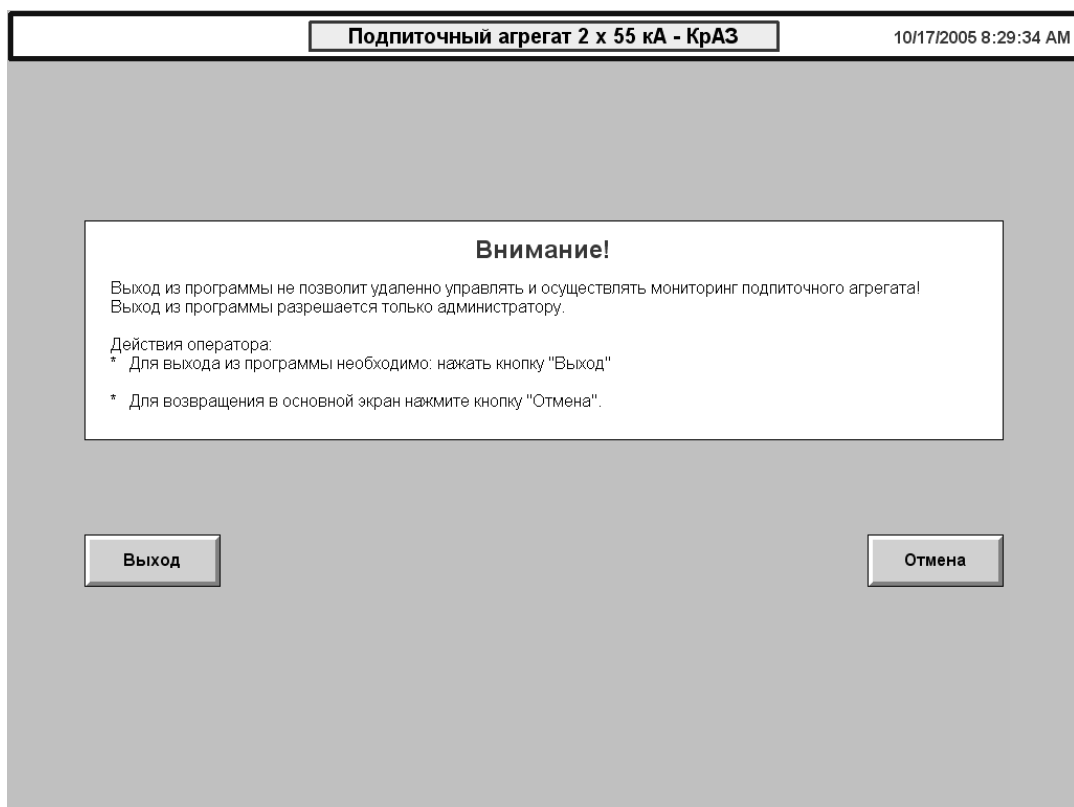 Подпиточный агрегат 2 x 55 кА - КрАЗ
10/17/2005 8:29:34 AM
Внимание!
Выход из программы не позволит удаленно управлять и осуществлять мониторинг подпиточного агрегата!
Выход из программы разрешается только администратору.
Действия оператора:
* Для выхода из программы необходимо: нажать кнопку "Выход"
* Для возвращения в основной экран нажмите кнопку "Отмена".
Выход
Отмена